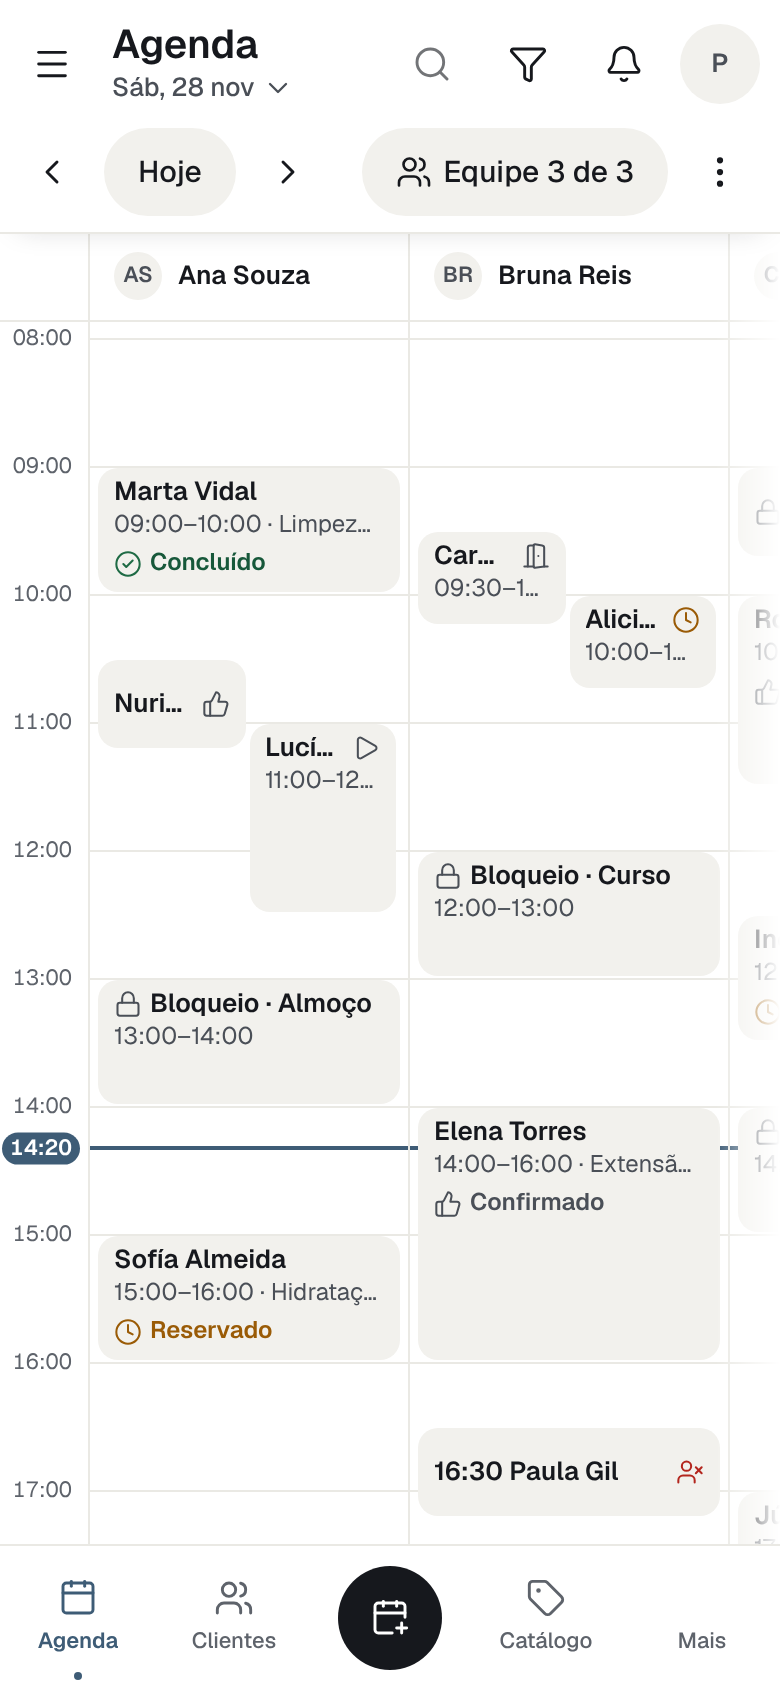 Agenda
Sáb, 28 nov
P
Hoje
Equipe 3 de 3
AS Ana Souza
BR Bruna Reis
08:00
09:00
Marta Vidal
09:00–10:00 · Limpez...
Concluído
Car...
09:30–1...
10:00
Alici...
10:00–1...
Nuri...
11:00
Lucí...
11:00–12...
12:00
Bloqueio · Curso
12:00–13:00
13:00
Bloqueio · Almoço
13:00–14:00
14:00
14:20
Elena Torres
14:00–16:00 · Extensã...
Confirmado
15:00
Sofía Almeida
15:00–16:00 · Hidrataç...
Reservado
16:00
16:30 Paula Gil
17:00
Agenda
Clientes
Catálogo
Mais